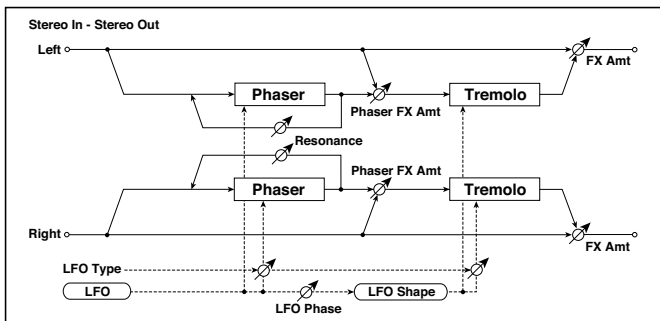 Stereo In - Stereo Out
Left
FX Amt
Phaser
Phaser FX Amt
Tremolo
Resonance
Phaser FX Amt
Phaser
Tremolo
Right
FX Amt
LFO Type
LFO
LFO Phase
LFO Shape